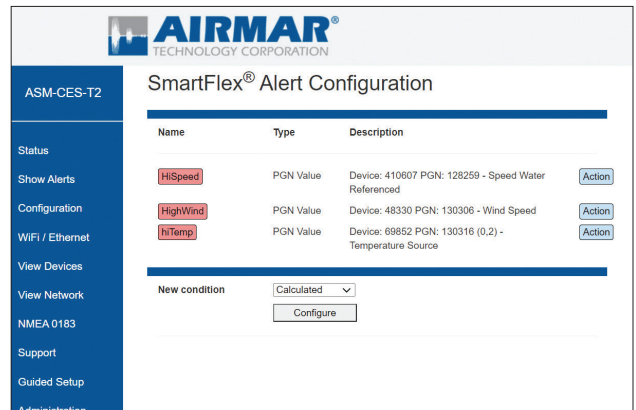 AIRMAR®
TECHNOLOGY CORPORATION
ASM-CES-T2
Status
Show Alerts
Configuration
WiFi / Ethernet
View Devices
View Network
NMEA 0183
Support
Guided Setup
Administration
SmartFlex® Alert Configuration
Name Type Description
HiSpeed PGN Value Device: 410607 PGN: 128259 - Speed Water Action
Referenced
HighWind PGN Value Device: 48330 PGN: 130306 - Wind Speed Action
hiTemp PGN Value Device: 69852 PGN: 130316 (0,2) - Action
Temperature Source
New condition Calculated
Configure